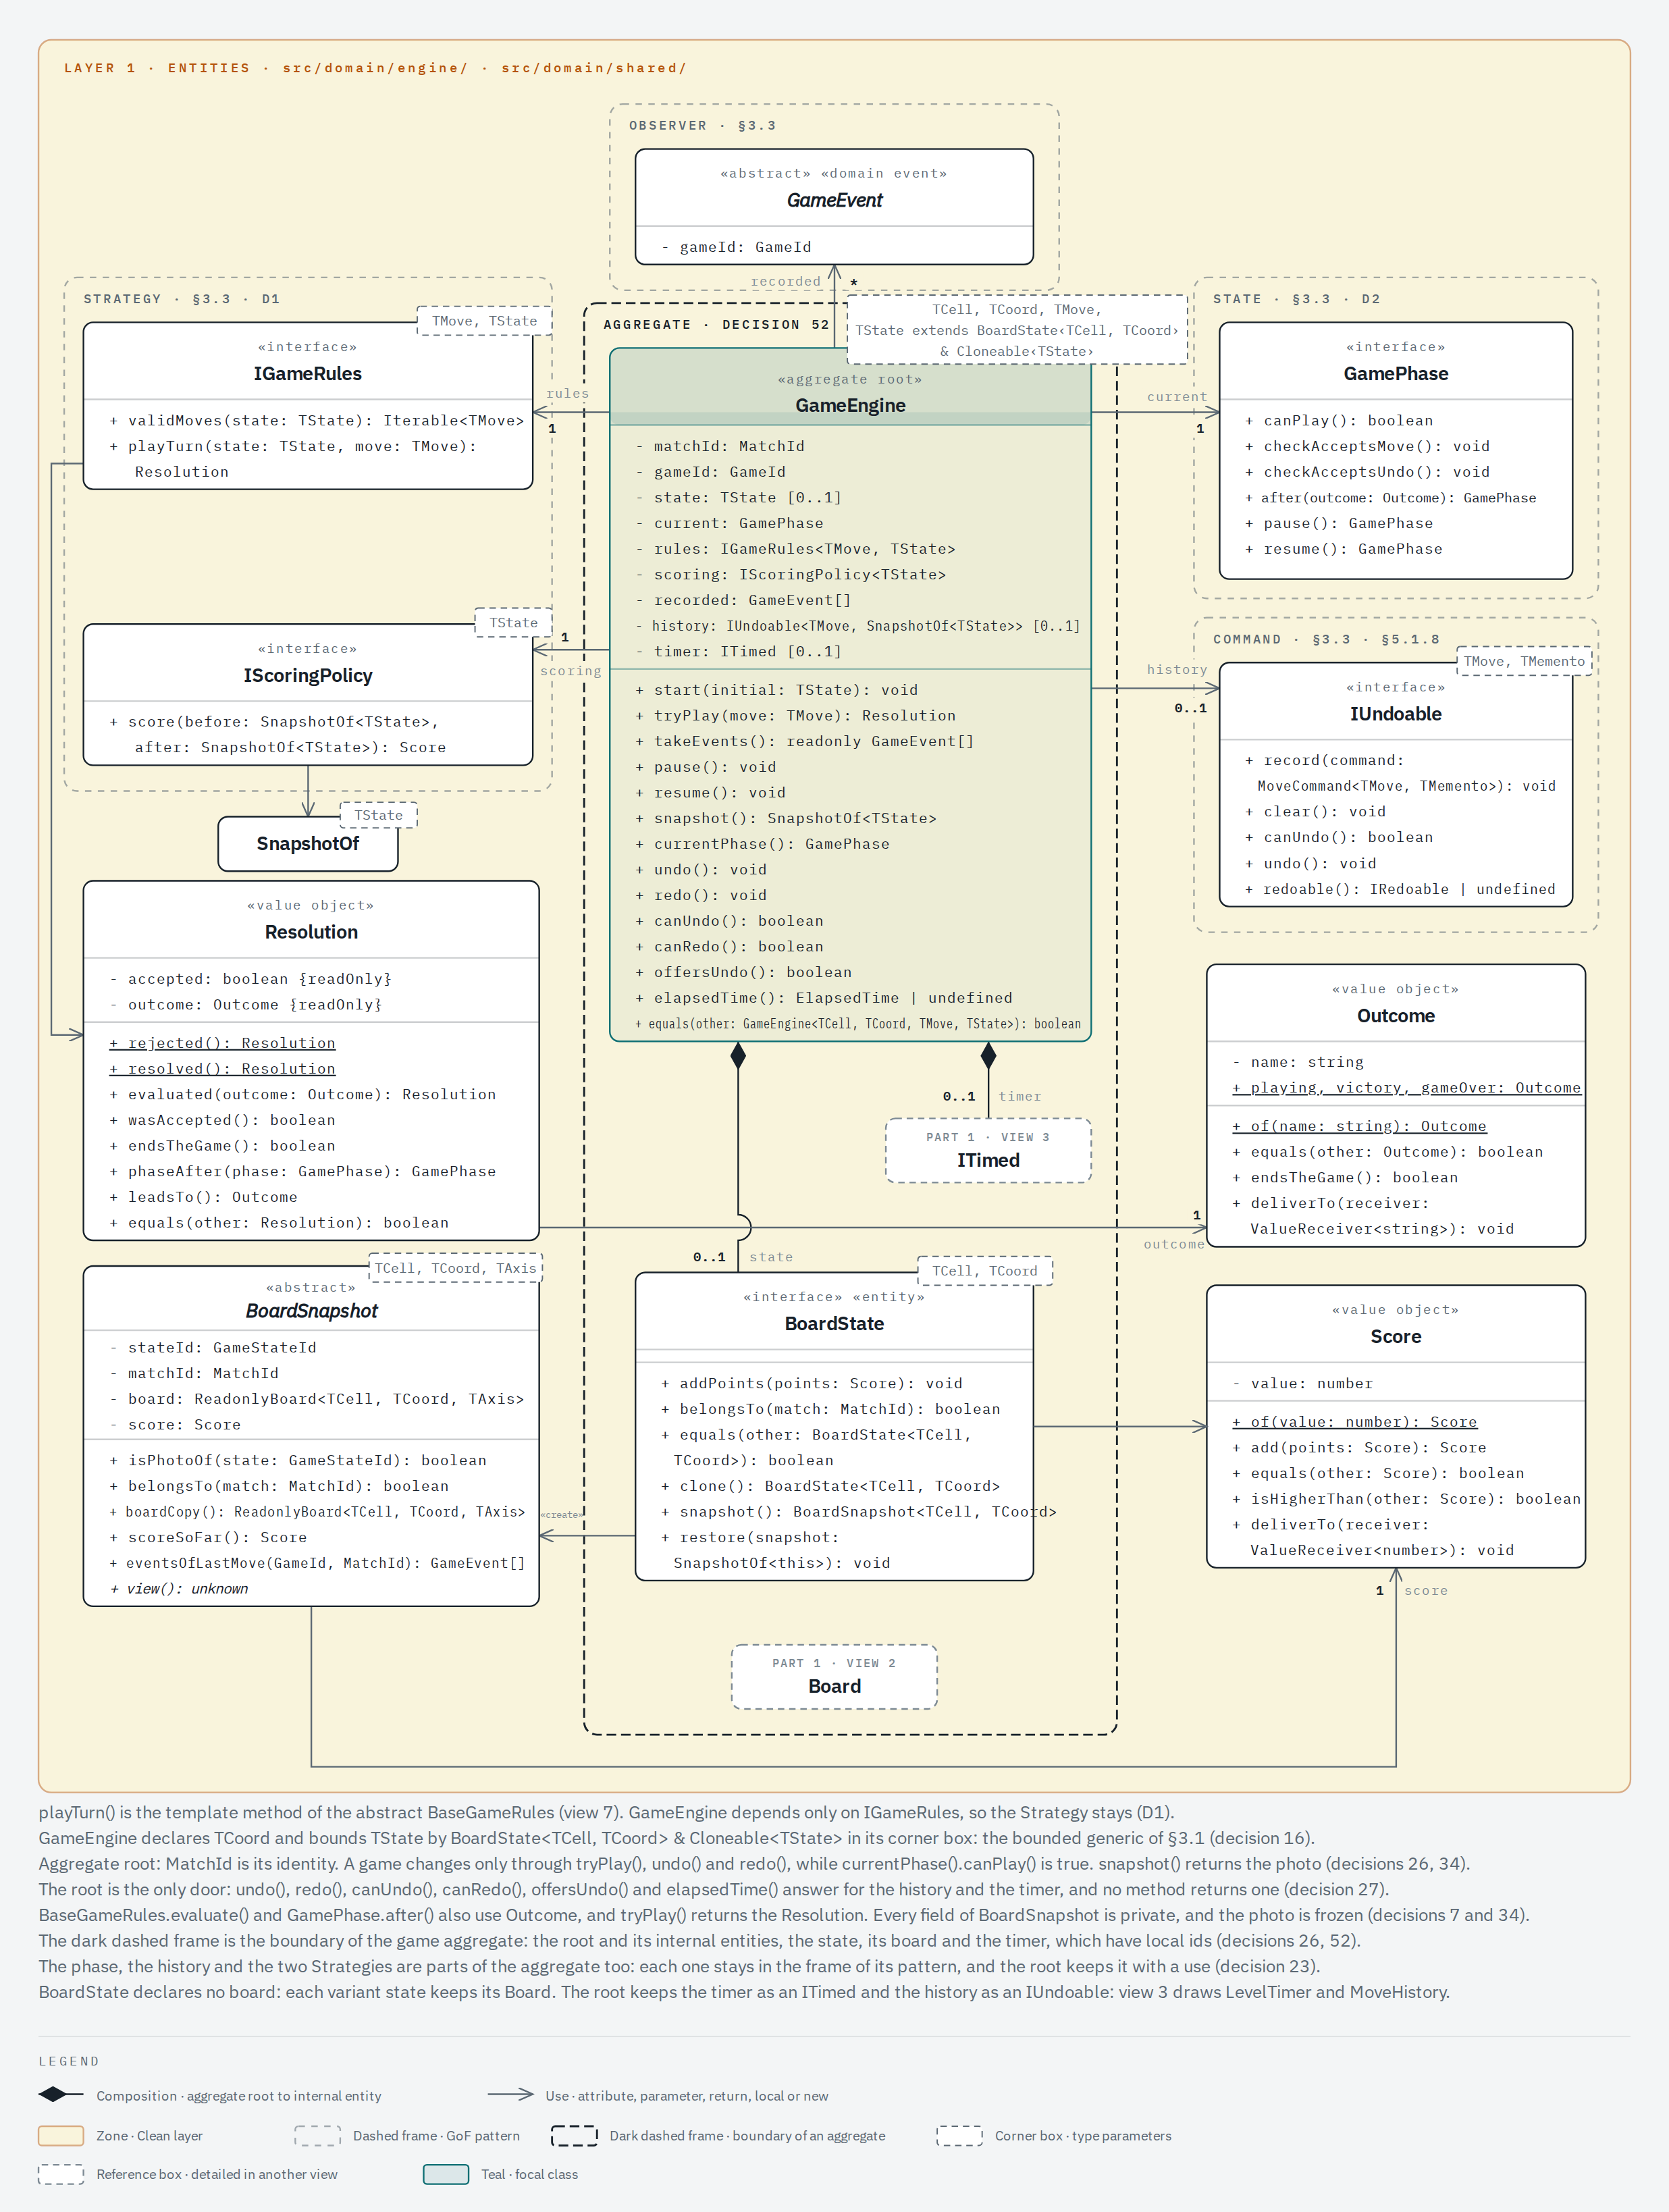 LAYER 1 · ENTITIES · src/domain/engine/ · src/domain/shared/
OBSERVER · §3.3
«abstract» «domain event»
GameEvent
- gameId: GameId
recorded
*
STRATEGY · §3.3 · D1
TMove, TState
«interface»
IGameRules
+ validMoves(state: TState): Iterable<TMove>
+ playTurn(state: TState, move: TMove):
Resolution
rules
1
TState
«interface»
IScoringPolicy
+ score(before: SnapshotOf<TState>,
after: SnapshotOf<TState>): Score
1
scoring
TState
SnapshotOf
AGGREGATE · DECISION 52
TCell, TCoord, TMove,
TState extends BoardState‹TCell, TCoord›
& Cloneable‹TState›
«aggregate root»
GameEngine
- matchId: MatchId
- gameId: GameId
- state: TState [0..1]
- current: GamePhase
- rules: IGameRules<TMove, TState>
- scoring: IScoringPolicy<TState>
- recorded: GameEvent[]
- history: IUndoable<TMove, SnapshotOf<TState>> [0..1]
- timer: ITimed [0..1]
+ start(initial: TState): void
+ tryPlay(move: TMove): Resolution
+ takeEvents(): readonly GameEvent[]
+ pause(): void
+ resume(): void
+ snapshot(): SnapshotOf<TState>
+ currentPhase(): GamePhase
+ undo(): void
+ redo(): void
+ canUndo(): boolean
+ canRedo(): boolean
+ offersUndo(): boolean
+ elapsedTime(): ElapsedTime | undefined
+ equals(other: GameEngine<TCell, TCoord, TMove, TState>): boolean
STATE · §3.3 · D2
«interface»
GamePhase
+ canPlay(): boolean
+ checkAcceptsMove(): void
+ checkAcceptsUndo(): void
+ after(outcome: Outcome): GamePhase
+ pause(): GamePhase
+ resume(): GamePhase
current
1
COMMAND · §3.3 · §5.1.8
TMove, TMemento
«interface»
IUndoable
+ record(command:
MoveCommand<TMove, TMemento>): void
+ clear(): void
+ canUndo(): boolean
+ undo(): void
+ redoable(): IRedoable | undefined
history
0..1
«value object»
Resolution
- accepted: boolean {readOnly}
- outcome: Outcome {readOnly}
+ rejected(): Resolution
+ resolved(): Resolution
+ evaluated(outcome: Outcome): Resolution
+ wasAccepted(): boolean
+ endsTheGame(): boolean
+ phaseAfter(phase: GamePhase): GamePhase
+ leadsTo(): Outcome
+ equals(other: Resolution): boolean
0..1
timer
PART 1 · VIEW 3
ITimed
«value object»
Outcome
- name: string
+ playing, victory, gameOver: Outcome
+ of(name: string): Outcome
+ equals(other: Outcome): boolean
+ endsTheGame(): boolean
+ deliverTo(receiver:
ValueReceiver<string>): void
1
outcome
TCell, TCoord, TAxis
«abstract»
BoardSnapshot
- stateId: GameStateId
- matchId: MatchId
- board: ReadonlyBoard<TCell, TCoord, TAxis>
- score: Score
+ isPhotoOf(state: GameStateId): boolean
+ belongsTo(match: MatchId): boolean
+ boardCopy(): ReadonlyBoard<TCell, TCoord, TAxis>
+ scoreSoFar(): Score
+ eventsOfLastMove(GameId, MatchId): GameEvent[]
+ view(): unknown
«create»
0..1
state
TCell, TCoord
«interface» «entity»
BoardState
+ addPoints(points: Score): void
+ belongsTo(match: MatchId): boolean
+ equals(other: BoardState<TCell,
TCoord>): boolean
+ clone(): BoardState<TCell, TCoord>
+ snapshot(): BoardSnapshot<TCell, TCoord>
+ restore(snapshot:
SnapshotOf<this>): void
«value object»
Score
- value: number
+ of(value: number): Score
+ add(points: Score): Score
+ equals(other: Score): boolean
+ isHigherThan(other: Score): boolean
+ deliverTo(receiver:
ValueReceiver<number>): void
1
score
PART 1 · VIEW 2
Board
playTurn() is the template method of the abstract BaseGameRules (view 7). GameEngine depends only on IGameRules, so the Strategy stays (D1).
GameEngine declares TCoord and bounds TState by BoardState<TCell, TCoord> & Cloneable<TState> in its corner box: the bounded generic of §3.1 (decision 16).
Aggregate root: MatchId is its identity. A game changes only through tryPlay(), undo() and redo(), while currentPhase().canPlay() is true. snapshot() returns the photo (decisions 26, 34).
The root is the only door: undo(), redo(), canUndo(), canRedo(), offersUndo() and elapsedTime() answer for the history and the timer, and no method returns one (decision 27).
BaseGameRules.evaluate() and GamePhase.after() also use Outcome, and tryPlay() returns the Resolution. Every field of BoardSnapshot is private, and the photo is frozen (decisions 7 and 34).
The dark dashed frame is the boundary of the game aggregate: the root and its internal entities, the state, its board and the timer, which have local ids (decisions 26, 52).
The phase, the history and the two Strategies are parts of the aggregate too: each one stays in the frame of its pattern, and the root keeps it with a use (decision 23).
BoardState declares no board: each variant state keeps its Board. The root keeps the timer as an ITimed and the history as an IUndoable: view 3 draws LevelTimer and MoveHistory.
LEGEND
Composition · aggregate root to internal entity
Use · attribute, parameter, return, local or new
Zone · Clean layer
Dashed frame · GoF pattern
Dark dashed frame · boundary of an aggregate
Corner box · type parameters
Reference box · detailed in another view
Teal · focal class